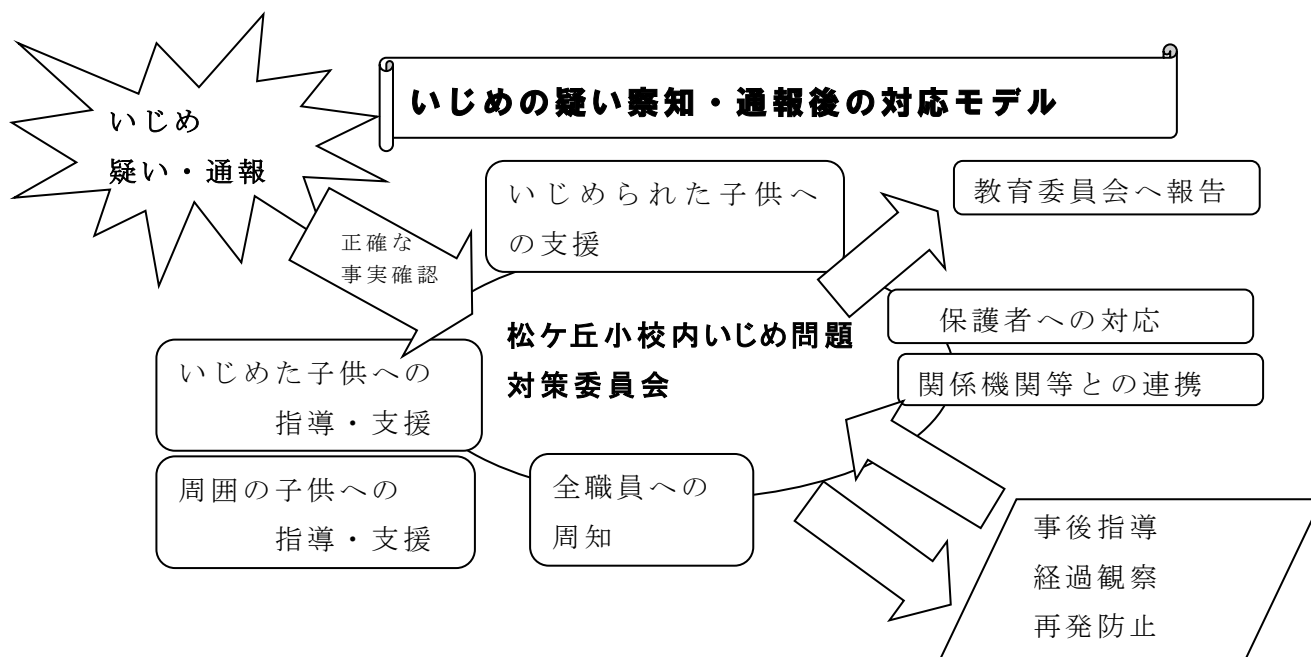 いじめの疑い察知・通報後の対応モデル
いじめ
疑い・通報
正確な
事実確認
いじめられた子供へ
の支援
教育委員会へ報告
保護者への対応
関係機関等との連携
松ケ丘小校内いじめ問題
対策委員会
いじめた子供への
指導・支援
周囲の子供への
指導・支援
全職員への
周知
事後指導
経過観察
再発防止